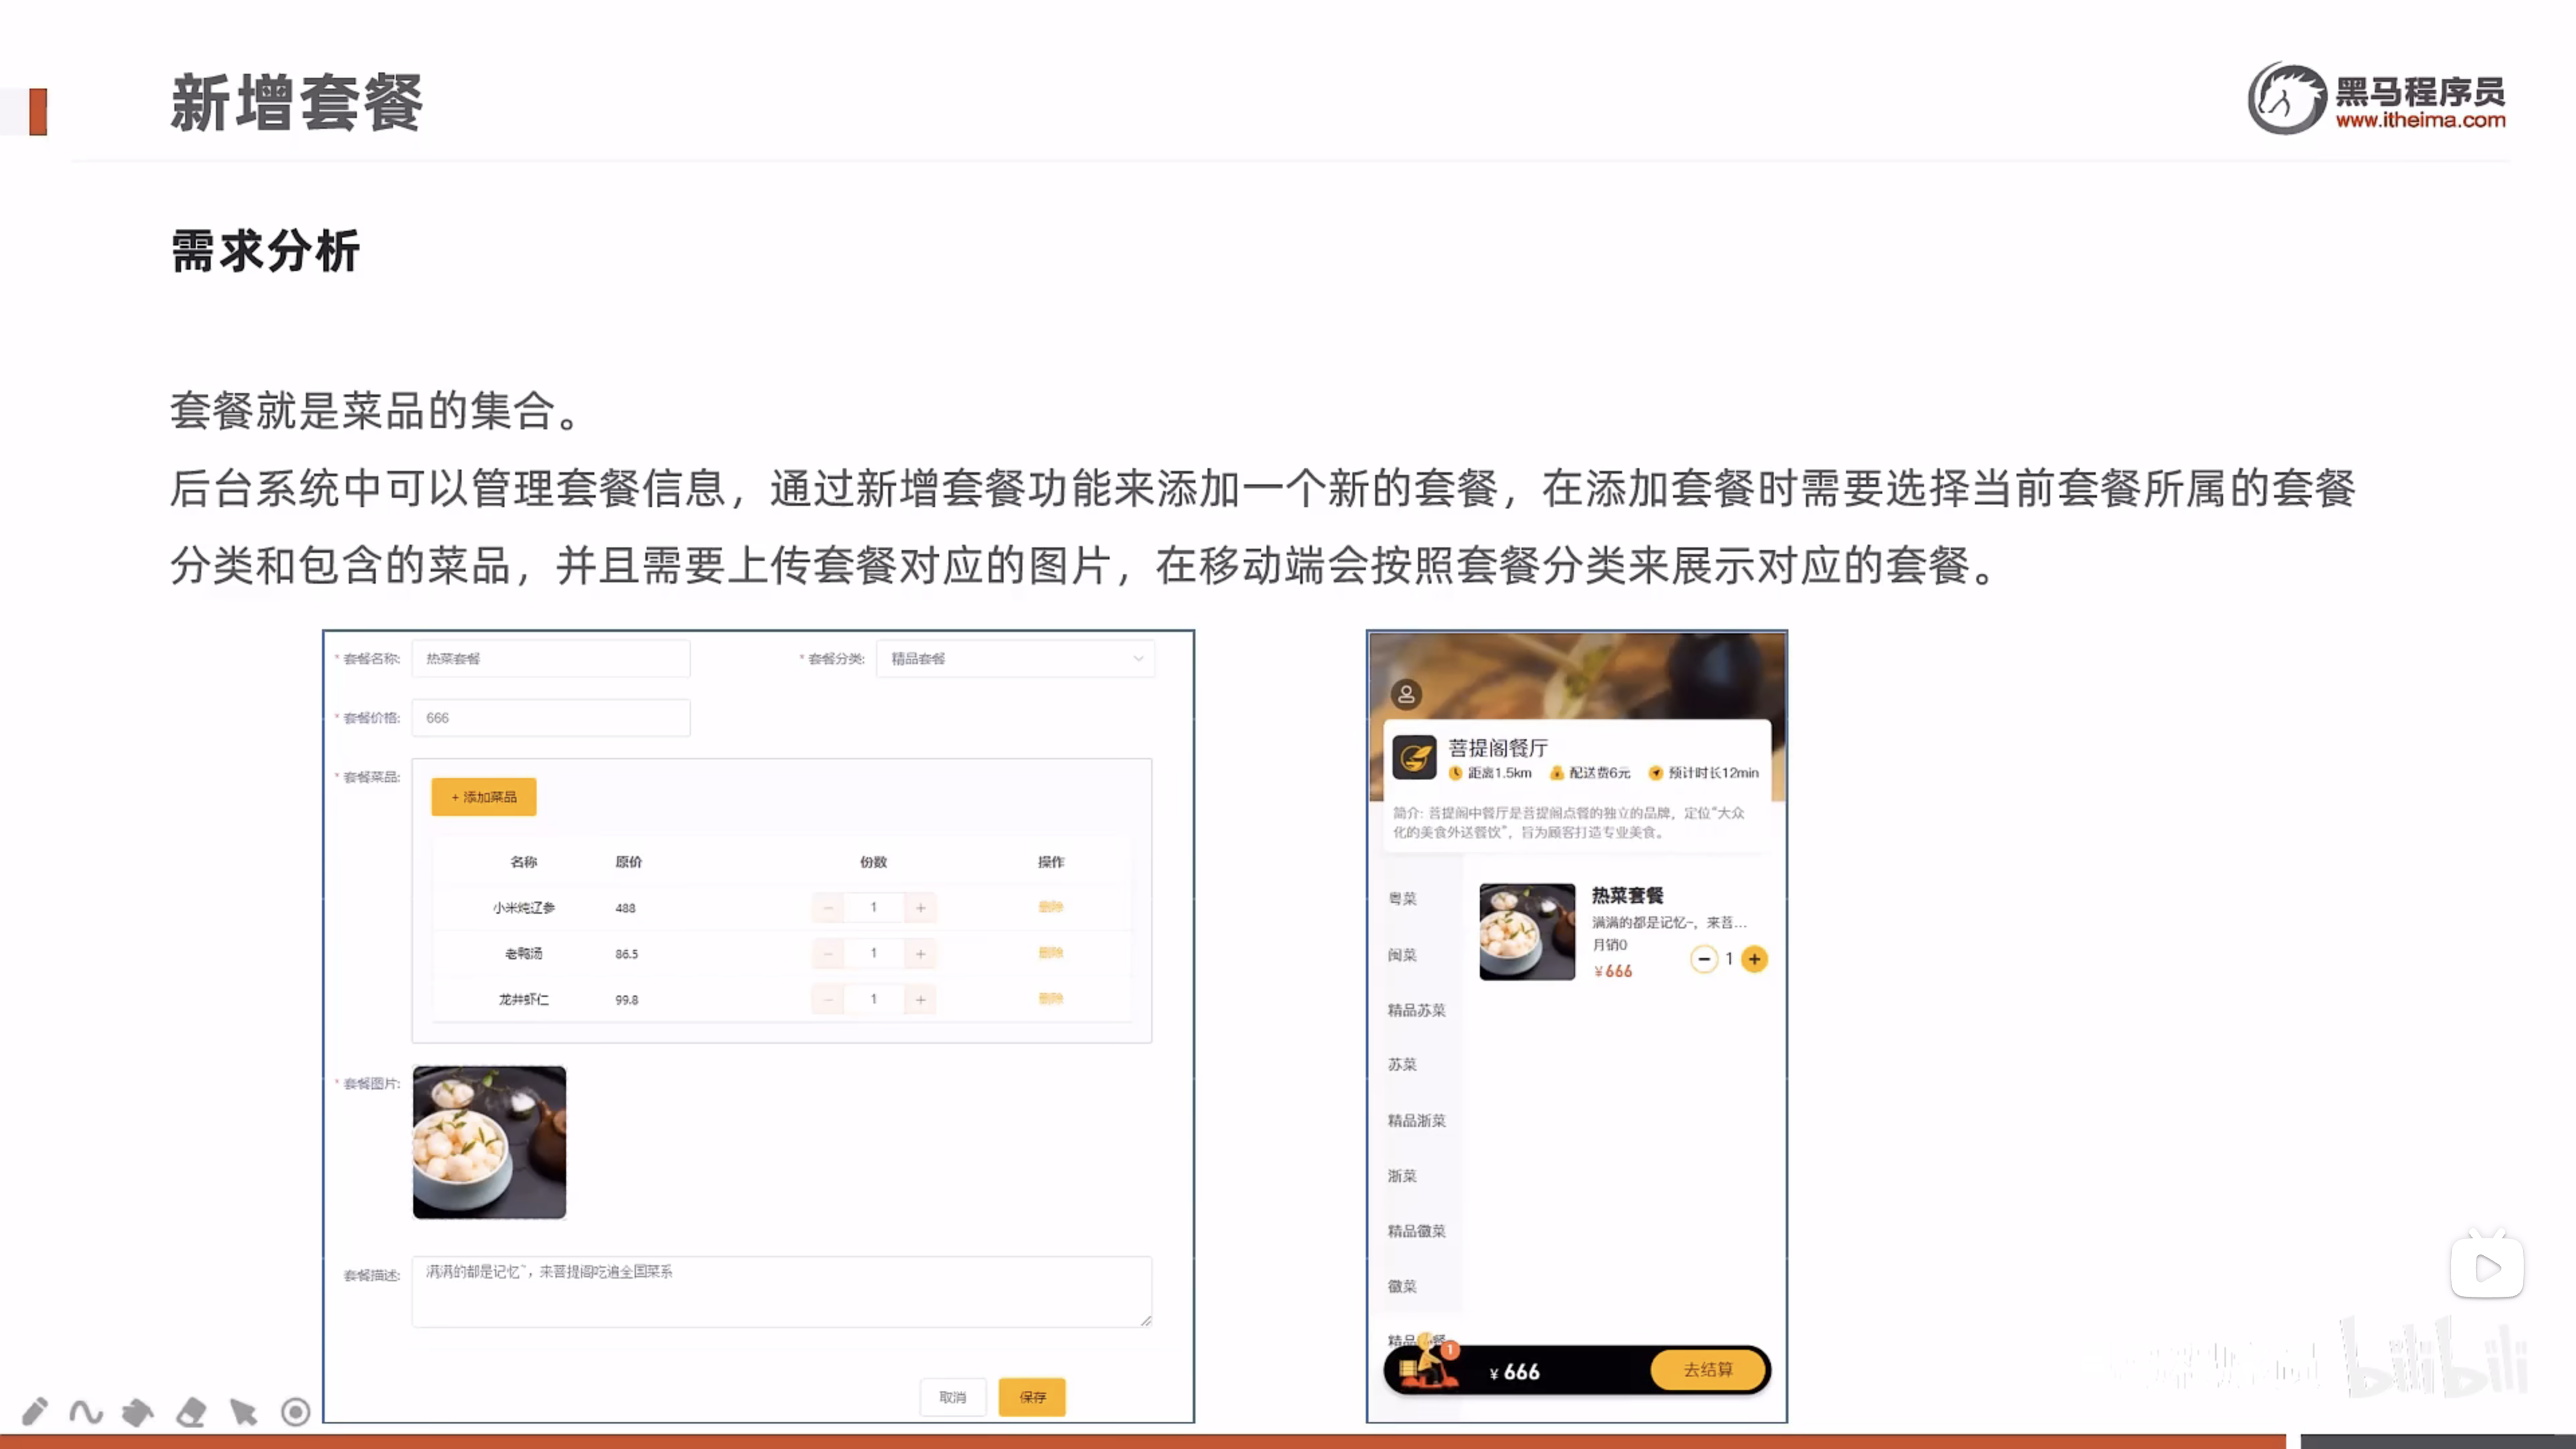 新增套餐
黑马程序员
www.itheima.com
需求分析
套餐就是菜品的集合。
后台系统中可以管理套餐信息，通过新增套餐功能来添加一个新的套餐，在添加套餐时需要选择当前套餐所属的套餐
分类和包含的菜品，并且需要上传套餐对应的图片，在移动端会按照套餐分类来展示对应的套餐。
* 套餐名称: 热菜套餐 * 套餐分类: 精品套餐
* 套餐价格: 666
* 套餐菜品:
+ 添加菜品
名称 原价 份数 操作
小米炖辽参 488 − 1 + 删除
老鸭汤 86.5 − 1 + 删除
龙井虾仁 99.8 − 1 + 删除
* 套餐图片:
套餐描述: 满满的都是记忆~，来菩提阁吃遍全国菜系
取消 保存
菩提阁餐厅
距离1.5km 配送费6元 预计时长12min
简介: 菩提阁中餐厅是菩提阁点餐的独立的品牌，定位“大众
化的美食外送餐饮”，旨为顾客打造专业美食。
粤菜
闽菜
精品苏菜
苏菜
精品浙菜
浙菜
精品徽菜
徽菜
精品
热菜套餐
满满的都是记忆~，来菩...
月销0
¥666
− 1 +
1
¥ 666
去结算
bilibili